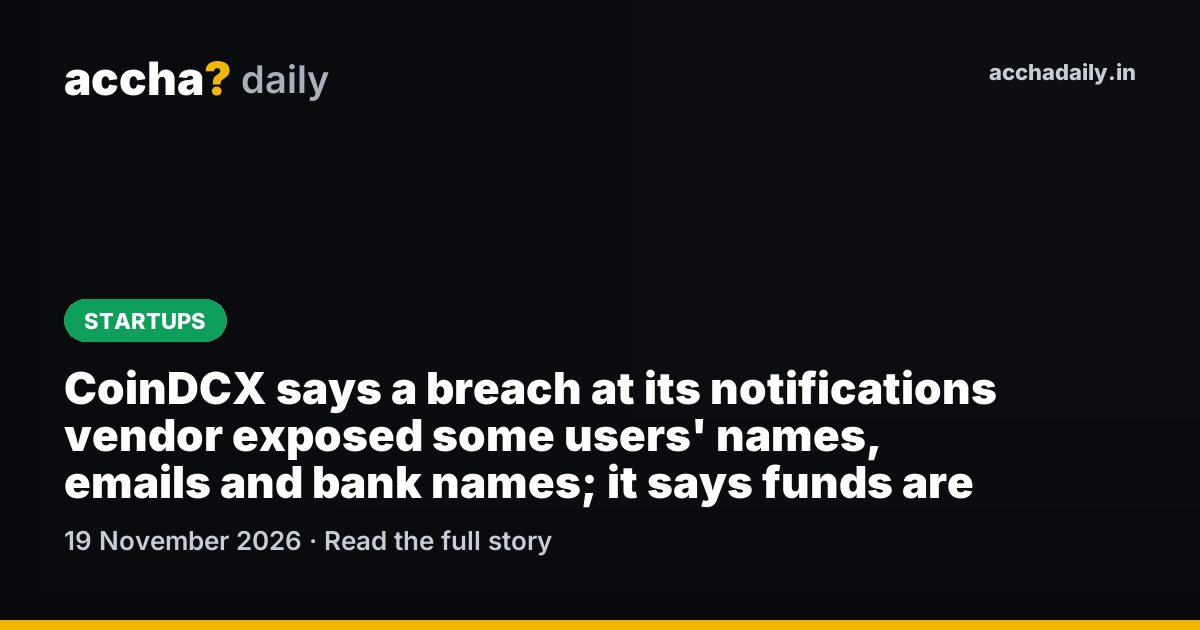 accha? daily
acchadaily.in
STARTUPS
CoinDCX says a breach at its notifications
vendor exposed some users' names,
emails and bank names; it says funds are
19 November 2026 · Read the full story